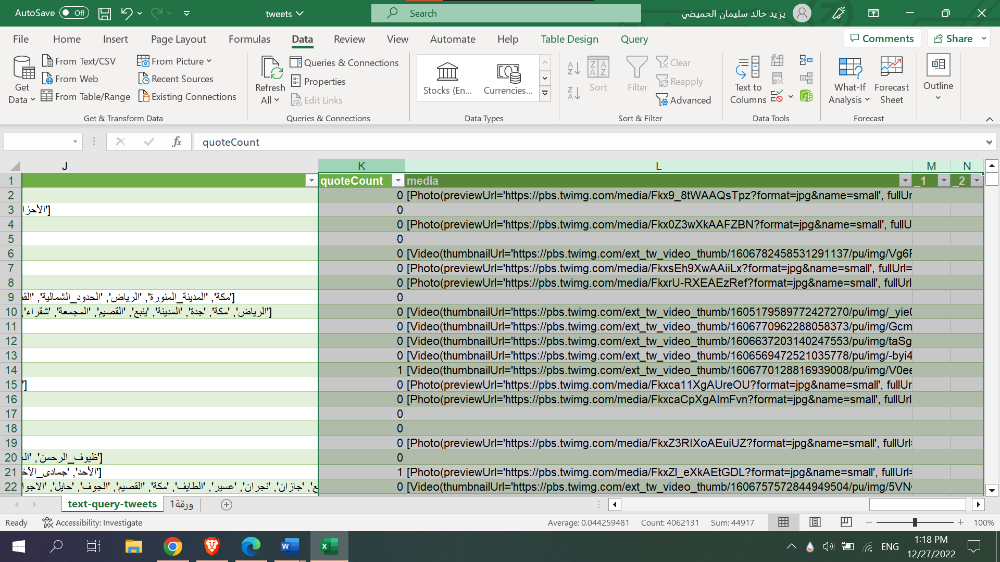 AutoSave Off tweets Search يزيد خالد سليمان الحميضي
File Home Insert Page Layout Formulas Data Review View Automate Help Table Design Query Comments Share
Get Data From Text/CSV From Picture Refresh All Queries & Connections Stocks (En... Currencies... Sort Filter Clear Text to Columns What-If Analysis Forecast Sheet Outline
From Web Recent Sources Properties Reapply
From Table/Range Existing Connections Edit Links Advanced
Get & Transform Data Queries & Connections Data Types Sort & Filter Data Tools Forecast
fx quoteCount
J K L M N
1 quoteCount media _1 _2
2 0 [Photo(previewUrl='https://pbs.twimg.com/media/Fkx9_8tWAAQsTpz?format=jpg&name=small', fullUr
3 'الأحزا] 0
4 0 [Photo(previewUrl='https://pbs.twimg.com/media/Fkx0Z3wXkAAFZBN?format=jpg&name=small', fullU
5 0
6 0 [Video(thumbnailUrl='https://pbs.twimg.com/ext_tw_video_thumb/1606782458531291137/pu/img/Vg6F
7 0 [Photo(previewUrl='https://pbs.twimg.com/media/FkxsEh9XwAAiiLx?format=jpg&name=small', fullUrl=
8 0 [Photo(previewUrl='https://pbs.twimg.com/media/FkxrU-RXEAEzRef?format=jpg&name=small', fullUrl
9 ['مكة', 'المدينة_المنورة', 'الرياض', 'الحدود_الشمالية', 'الق 0
10 ['الرياض', 'مكة', 'جدة', 'المدينة', 'ينبع', 'القصيم', 'المجمعة', 'شقراء', 0 [Video(thumbnailUrl='https://pbs.twimg.com/ext_tw_video_thumb/1605179589772427270/pu/img/_yie0
11 0 [Video(thumbnailUrl='https://pbs.twimg.com/ext_tw_video_thumb/1606770962288058373/pu/img/Gcm
12 0 [Video(thumbnailUrl='https://pbs.twimg.com/ext_tw_video_thumb/1606637203140247553/pu/img/taSg
13 0 [Video(thumbnailUrl='https://pbs.twimg.com/ext_tw_video_thumb/1606569472521035778/pu/img/-byi4
14 1 [Video(thumbnailUrl='https://pbs.twimg.com/ext_tw_video_thumb/1606770128816939008/pu/img/V0ee
15 '] 0 [Photo(previewUrl='https://pbs.twimg.com/media/Fkxca11XgAUreOU?format=jpg&name=small', fullUr
16 0 [Photo(previewUrl='https://pbs.twimg.com/media/FkxcaCpXgAImFvn?format=jpg&name=small', fullUrl
17 0
18 0
19 0 [Photo(previewUrl='https://pbs.twimg.com/media/FkxZ3RIXoAEuiUZ?format=jpg&name=small', fullUrl=
20 ['ظيوف_الرحمن', 0
21 ['الأحد', 'جمادى_الآخ 1 [Photo(previewUrl='https://pbs.twimg.com/media/FkxZl_eXkAEtGDL?format=jpg&name=small', fullUrl=
22 ع', 'جازان', 'نجران', 'عسير', 'الطايف', 'مكة', 'القصيم', 'الجوف', 'حايل', 'الاجوا 0 [Video(thumbnailUrl='https://pbs.twimg.com/ext_tw_video_thumb/1606757572844949504/pu/img/5VN
text-query-tweets ورقة1
Ready Accessibility: Investigate Average: 0.044259481 Count: 4062131 Sum: 44917 100%
ENG 1:18 PM
12/27/2022